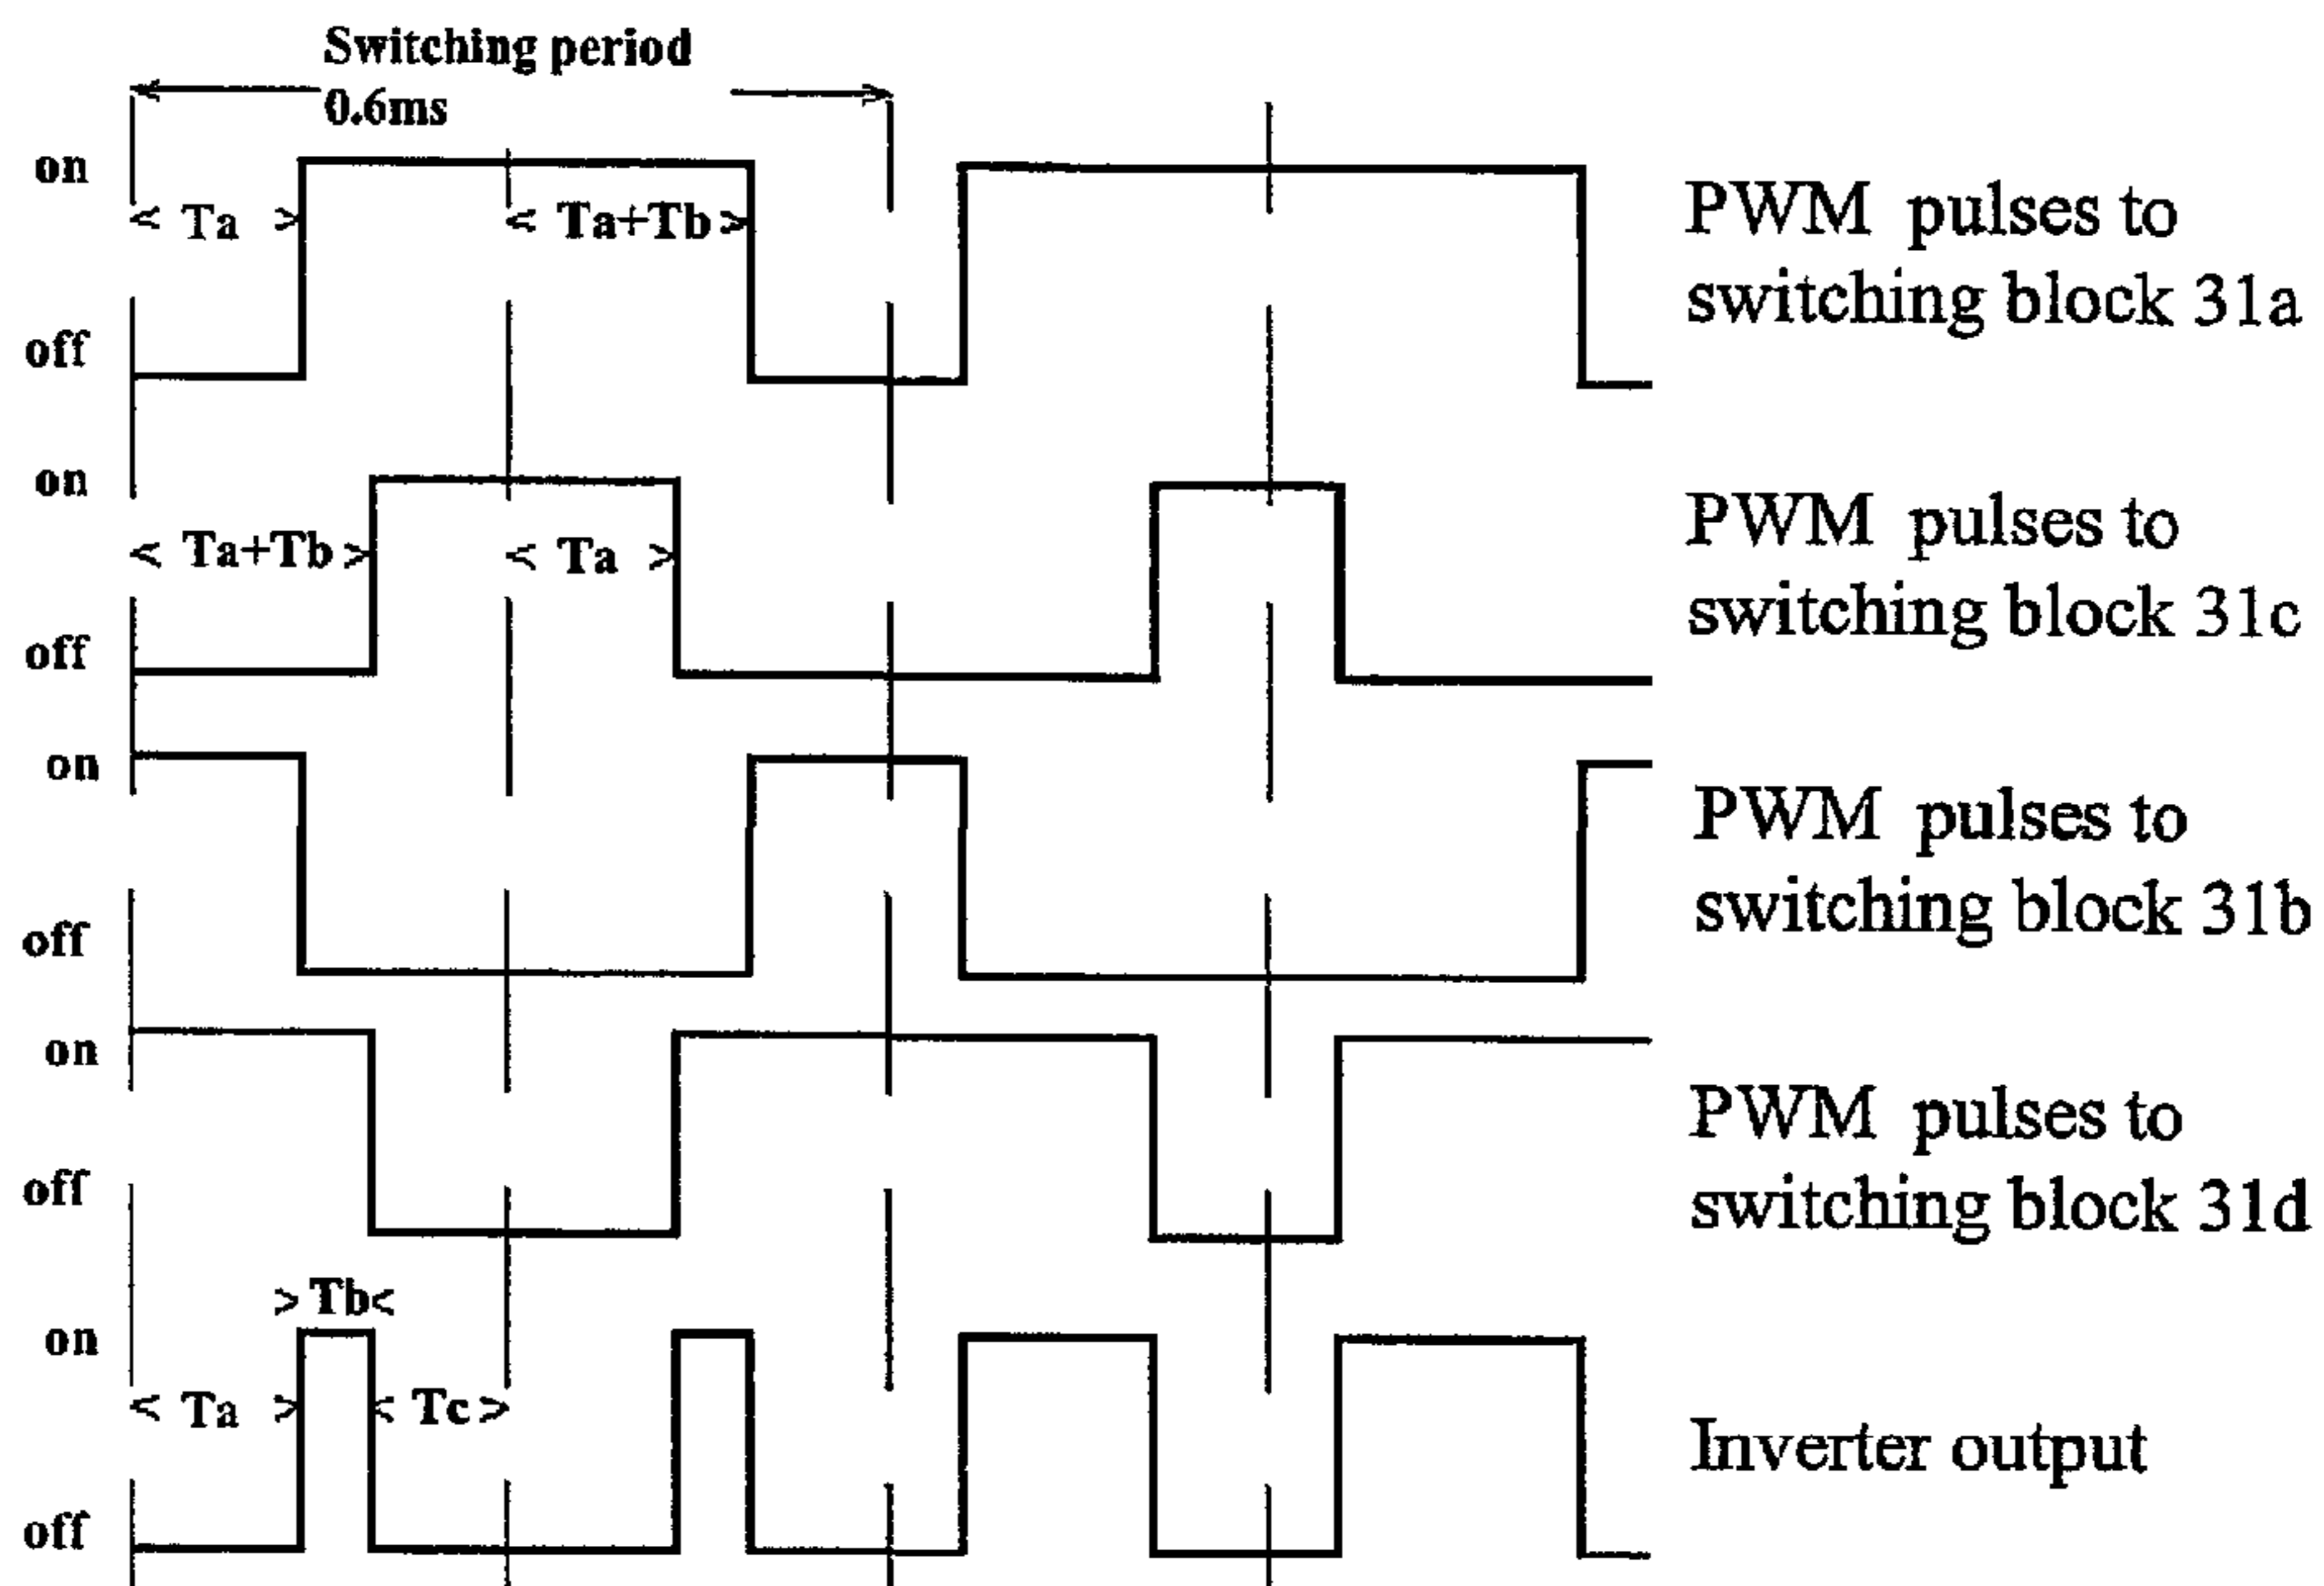 Switching period
0.6ms
on
< Ta >
< Ta+Tb >
off
PWM pulses to
switching block 31a
on
< Ta+Tb >
< Ta >
off
PWM pulses to
switching block 31c
on
off
PWM pulses to
switching block 31b
on
off
PWM pulses to
switching block 31d
> Tb <
on
< Ta >
< Tc >
off
Inverter output